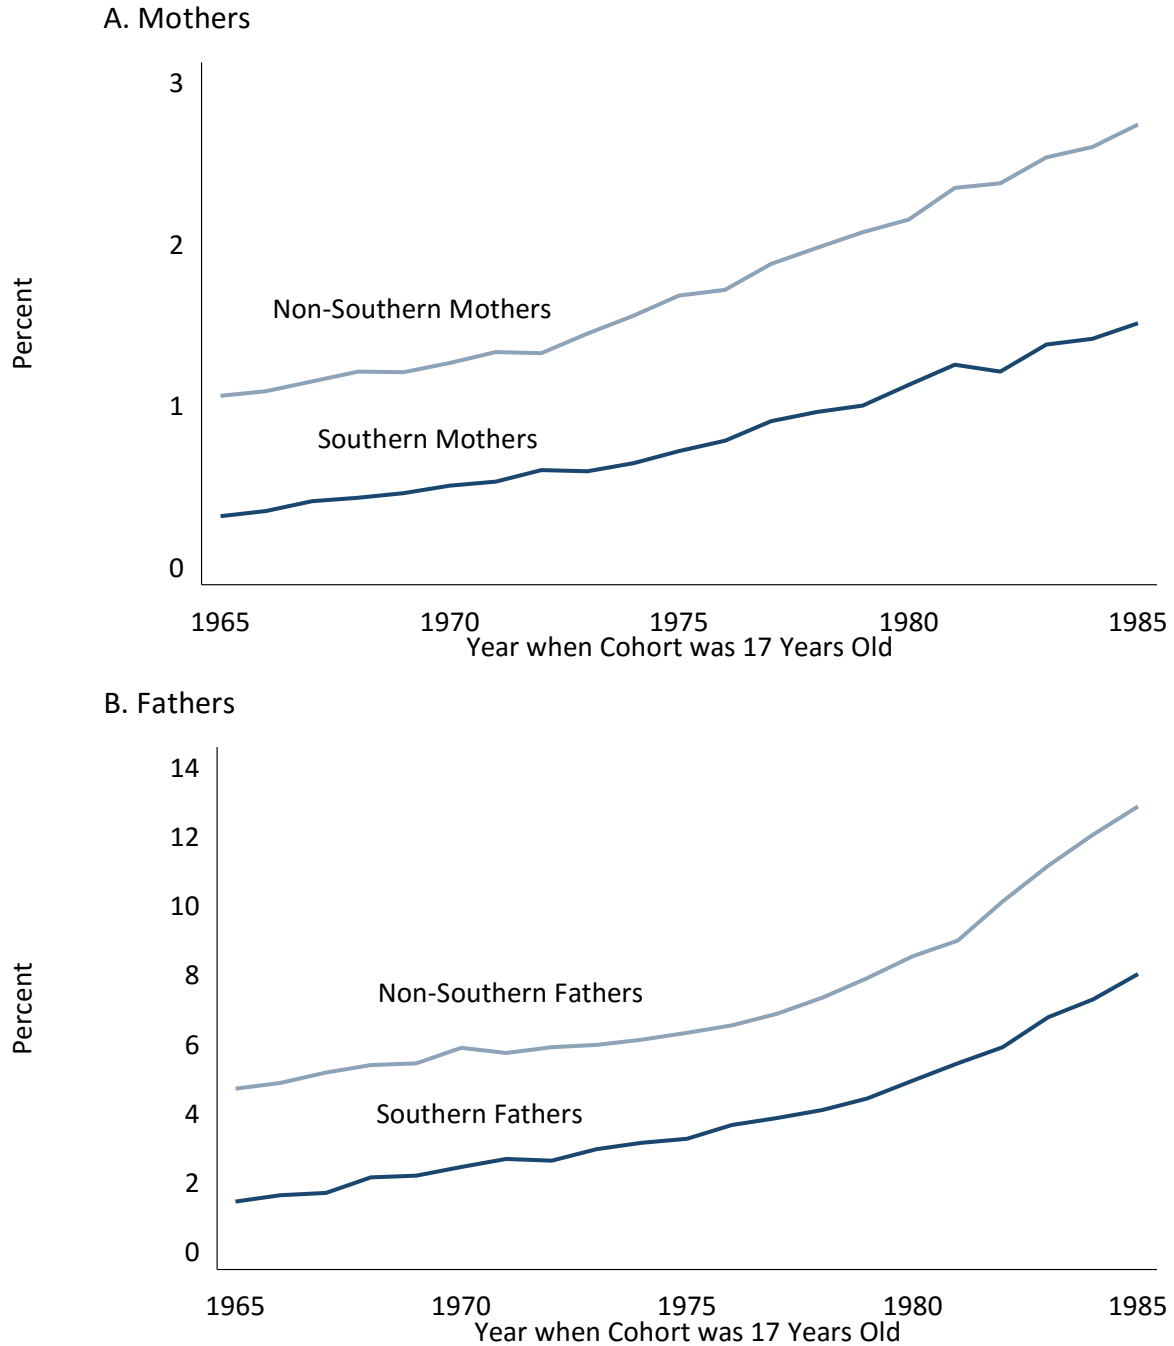 A. Mothers
3
2
1
0
Percent
Non-Southern Mothers
Southern Mothers
1965 1970 1975 1980 1985
Year when Cohort was 17 Years Old
B. Fathers
14
12
10
8
6
4
2
0
Percent
Non-Southern Fathers
Southern Fathers
1965 1970 1975 1980 1985
Year when Cohort was 17 Years Old